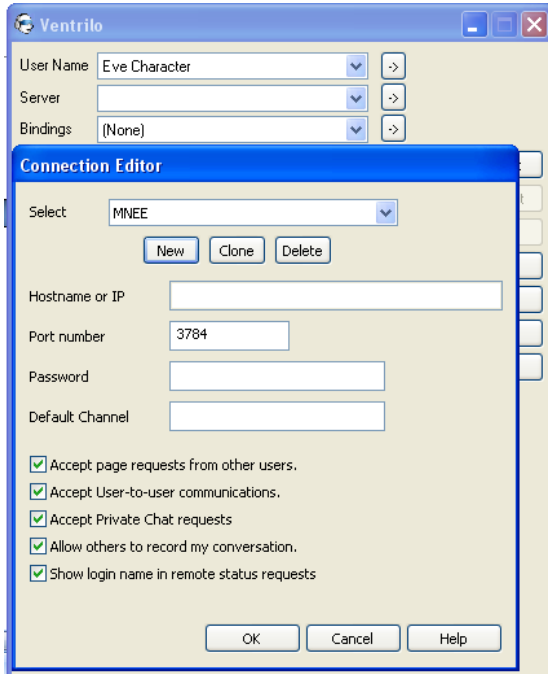 Ventrilo
User Name Eve Character ->
Server ->
Bindings (None) ->
Connection Editor
Select MNEE
New Clone Delete
Hostname or IP
Port number 3784
Password
Default Channel
Accept page requests from other users.
Accept User-to-user communications.
Accept Private Chat requests
Allow others to record my conversation.
Show login name in remote status requests
OK Cancel Help